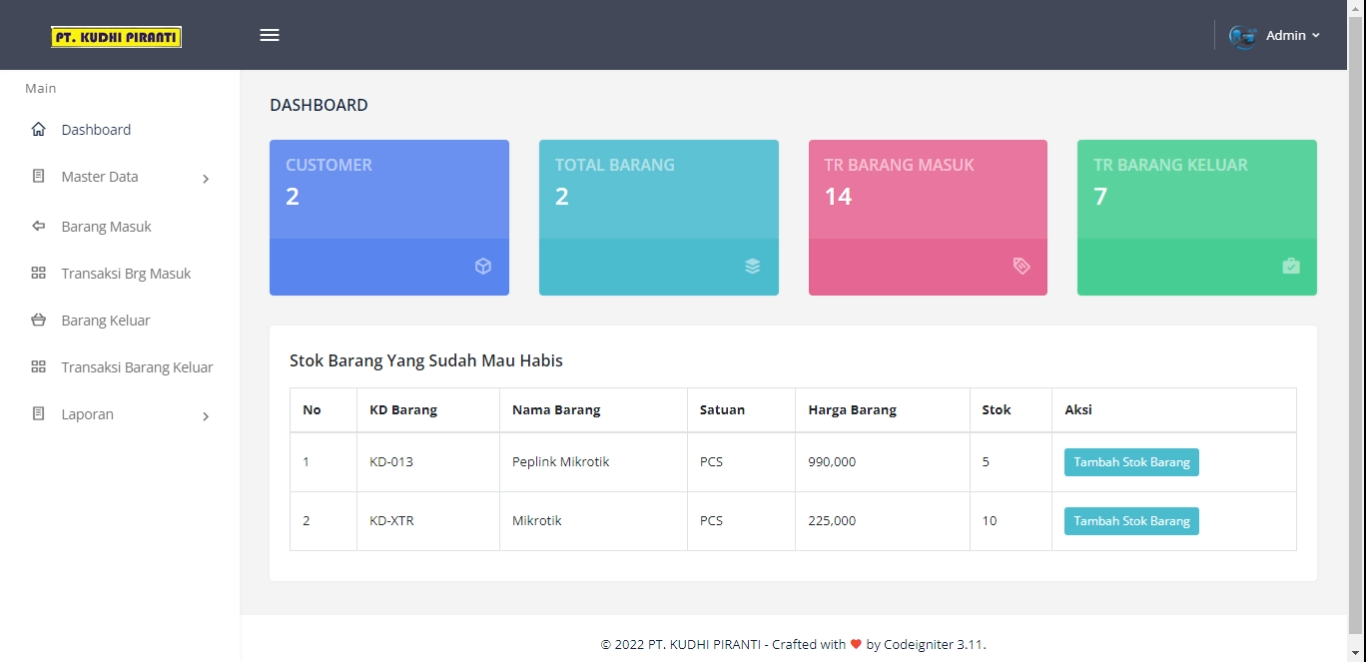 PT. KUDHI PIRANTI
Admin
Main
Dashboard
Master Data
Barang Masuk
Transaksi Brg Masuk
Barang Keluar
Transaksi Barang Keluar
Laporan
DASHBOARD
CUSTOMER
2
TOTAL BARANG
2
TR BARANG MASUK
14
TR BARANG KELUAR
7
Stok Barang Yang Sudah Mau Habis
No KD Barang Nama Barang Satuan Harga Barang Stok Aksi
1 KD-013 Peplink Mikrotik PCS 990,000 5 Tambah Stok Barang
2 KD-XTR Mikrotik PCS 225,000 10 Tambah Stok Barang
© 2022 PT. KUDHI PIRANTI - Crafted with ❤ by Codeigniter 3.11.